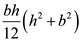 bh/12 (h² + b²)